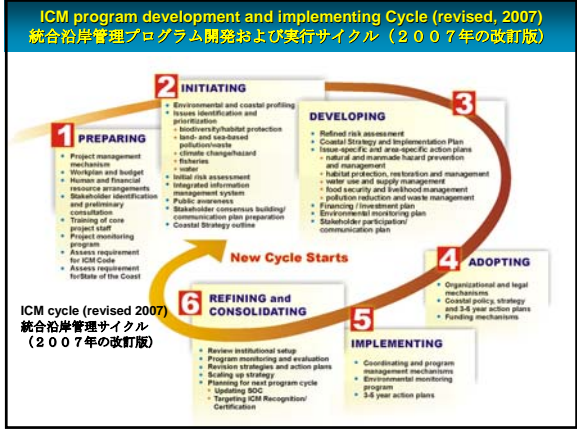 ICM program development and implementing Cycle (revised, 2007)
統合沿岸管理プログラム開発および実行サイクル（２００７年の改訂版）
1 PREPARING
Project management
mechanism
Workplan and budget
Human and financial
resource arrangements
Stakeholder identification
and preliminary
consultation
Training of core
project staff
Project monitoring
program
Assess requirement
for ICM Code
Assess requirement
forState of the Coast
2 INITIATING
Environmental and coastal profiling
Issues identification and
prioritization
biodiversity/habitat protection
land- and sea-based
pollution/waste
climate change/hazard
fisheries
water
Initial risk assessment
Integrated information
management system
Public awareness
Stakeholder consensus building/
communication plan preparation
Coastal Strategy outline
3
DEVELOPING
Refined risk assessment
Coastal Strategy and Implementation Plan
Issue-specific and area-specific action plans
natural and manmade hazard prevention
and management
habitat protection, restoration and management
water use and supply management
food security and livelihood management
pollution reduction and waste management
Financing / Investment plan
Environmental monitoring plan
Stakeholder participation/
communication plan
New Cycle Starts
4 ADOPTING
Organizational and legal
mechanisms
Coastal policy, strategy
and 3-5 year action plans
Funding mechanisms
5
IMPLEMENTING
Coordinating and program
management mechanisms
Environmental monitoring
program
3-5 year action plans
6 REFINING and
CONSOLIDATING
Review institutional setup
Program monitoring and evaluation
Revision strategies and action plans
Scaling up strategy
Planning for next program cycle
Updating SOC
Targeting ICM Recognition/
Certification
ICM cycle (revised 2007)
統合沿岸管理サイクル
（２００７年の改訂版）